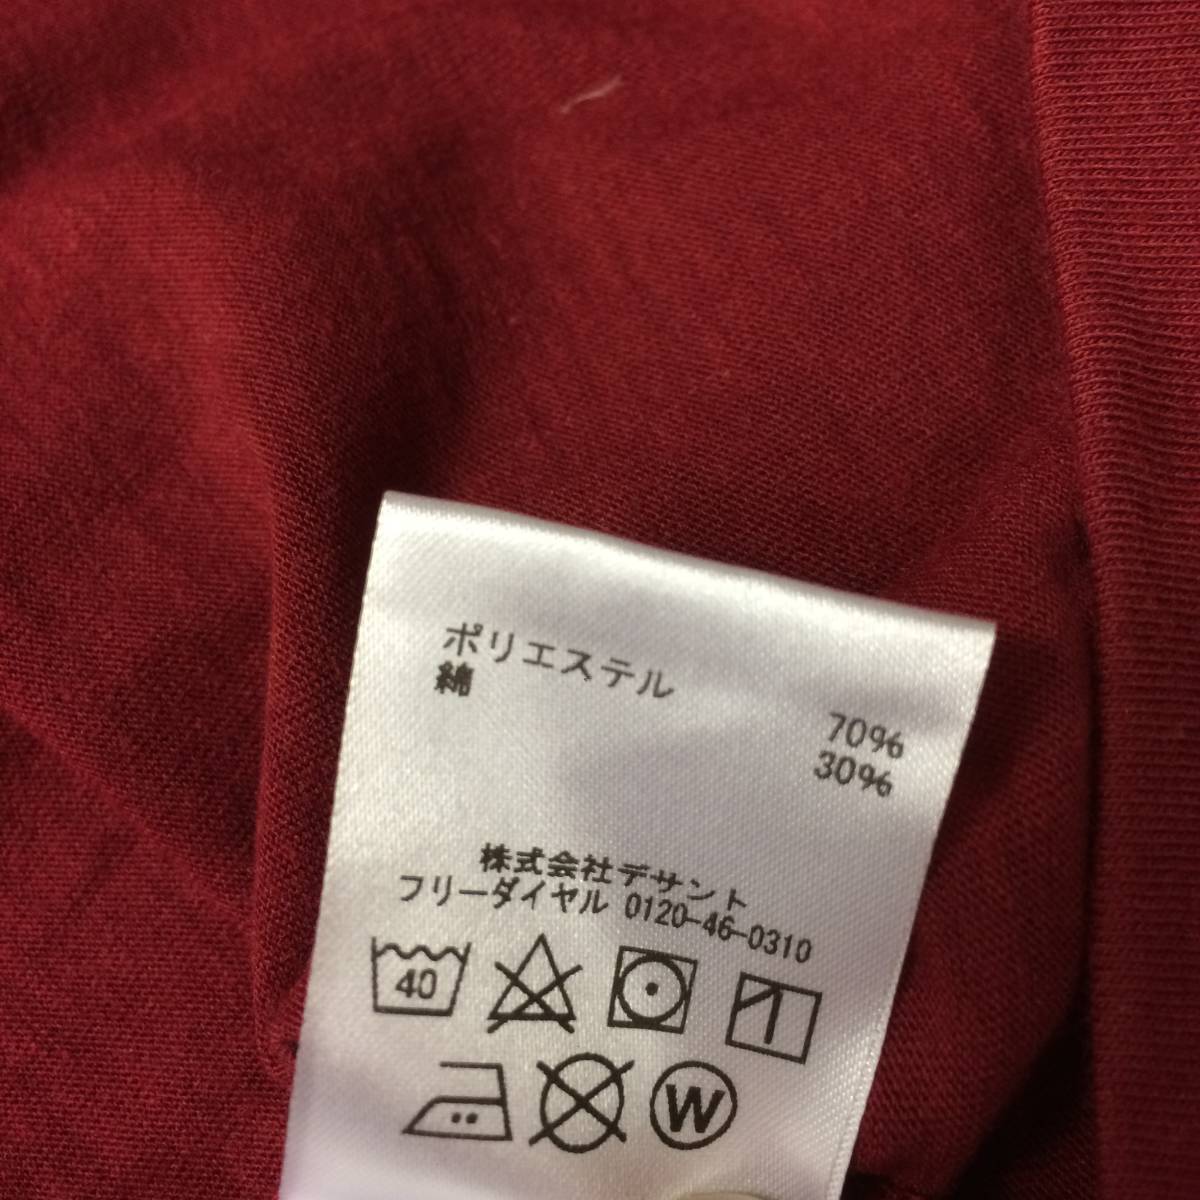 ポリエステル 70%
綿 30%
株式会社デサント
フリーダイヤル 0120-46-0310
40
W